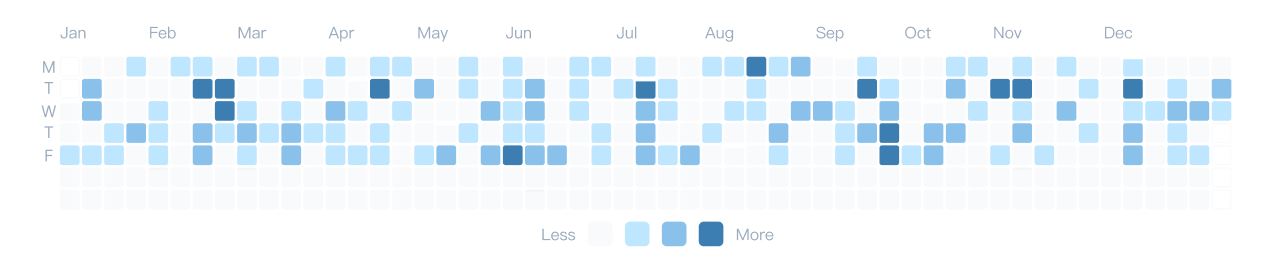 Jan Feb Mar Apr May Jun Jul Aug Sep Oct Nov Dec
M
T
W
T
F
Less More